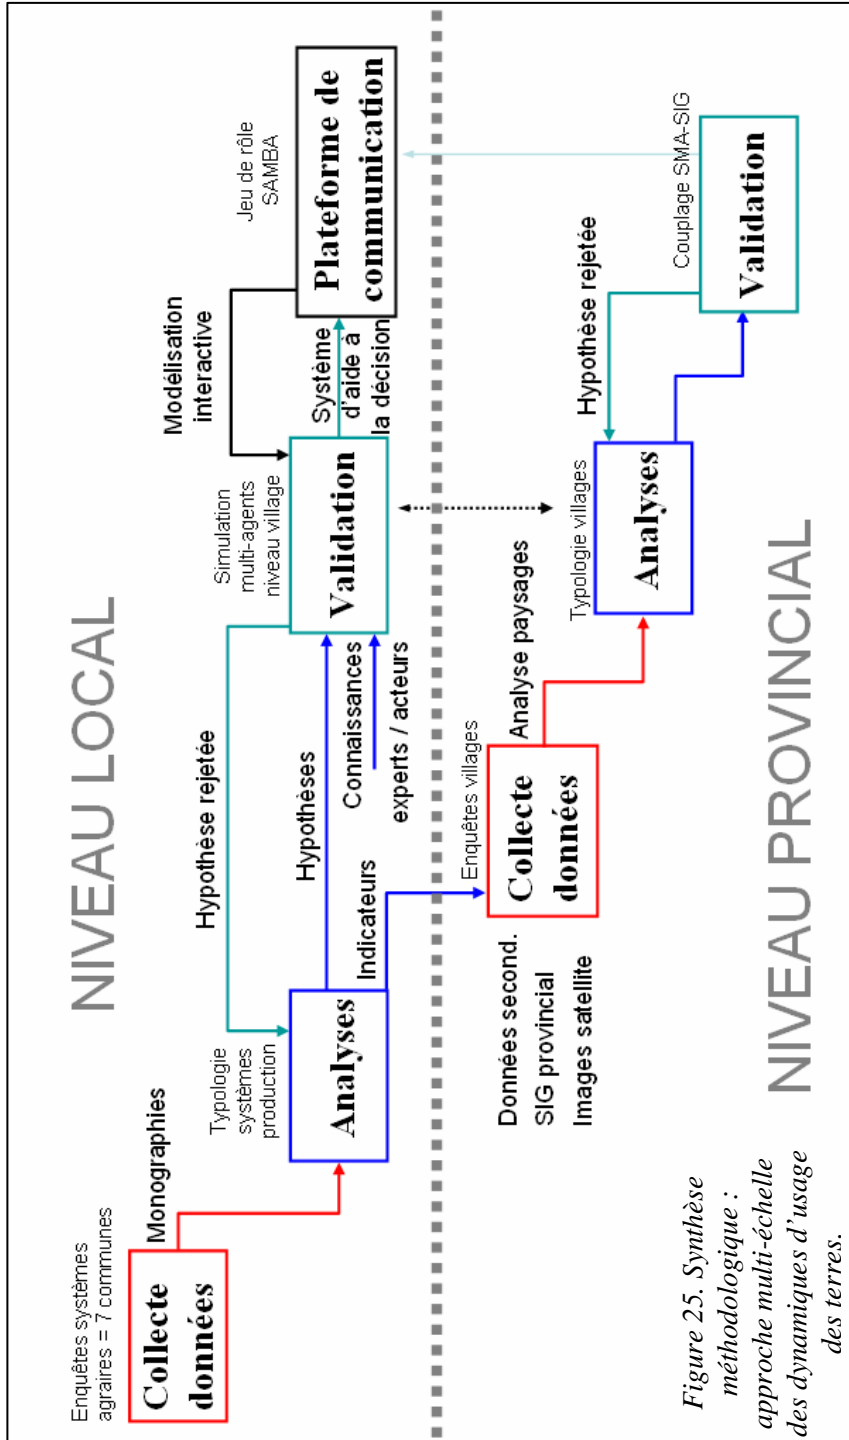 NIVEAU LOCAL
Enquêtes systèmes
agraires = 7 communes
Collecte
données
Monographies
Typologie
systèmes
production
Analyses
Hypothèse rejetée
Hypothèses
Indicateurs
Connaissances
experts / acteurs
Simulation
multi-agents
niveau village
Validation
Modélisation
interactive
Système
d'aide à
la décision
Jeu de rôle
SAMBA
Plateforme de
communication
Données second.
SIG provincial
Images satellite
Enquêtes villages
Collecte
données
Analyse paysages
Typologie villages
Analyses
Hypothèse rejetée
Couplage SMA-SIG
Validation
NIVEAU PROVINCIAL
Figure 25. Synthèse
méthodologique :
approche multi-échelle
des dynamiques d'usage
des terres.